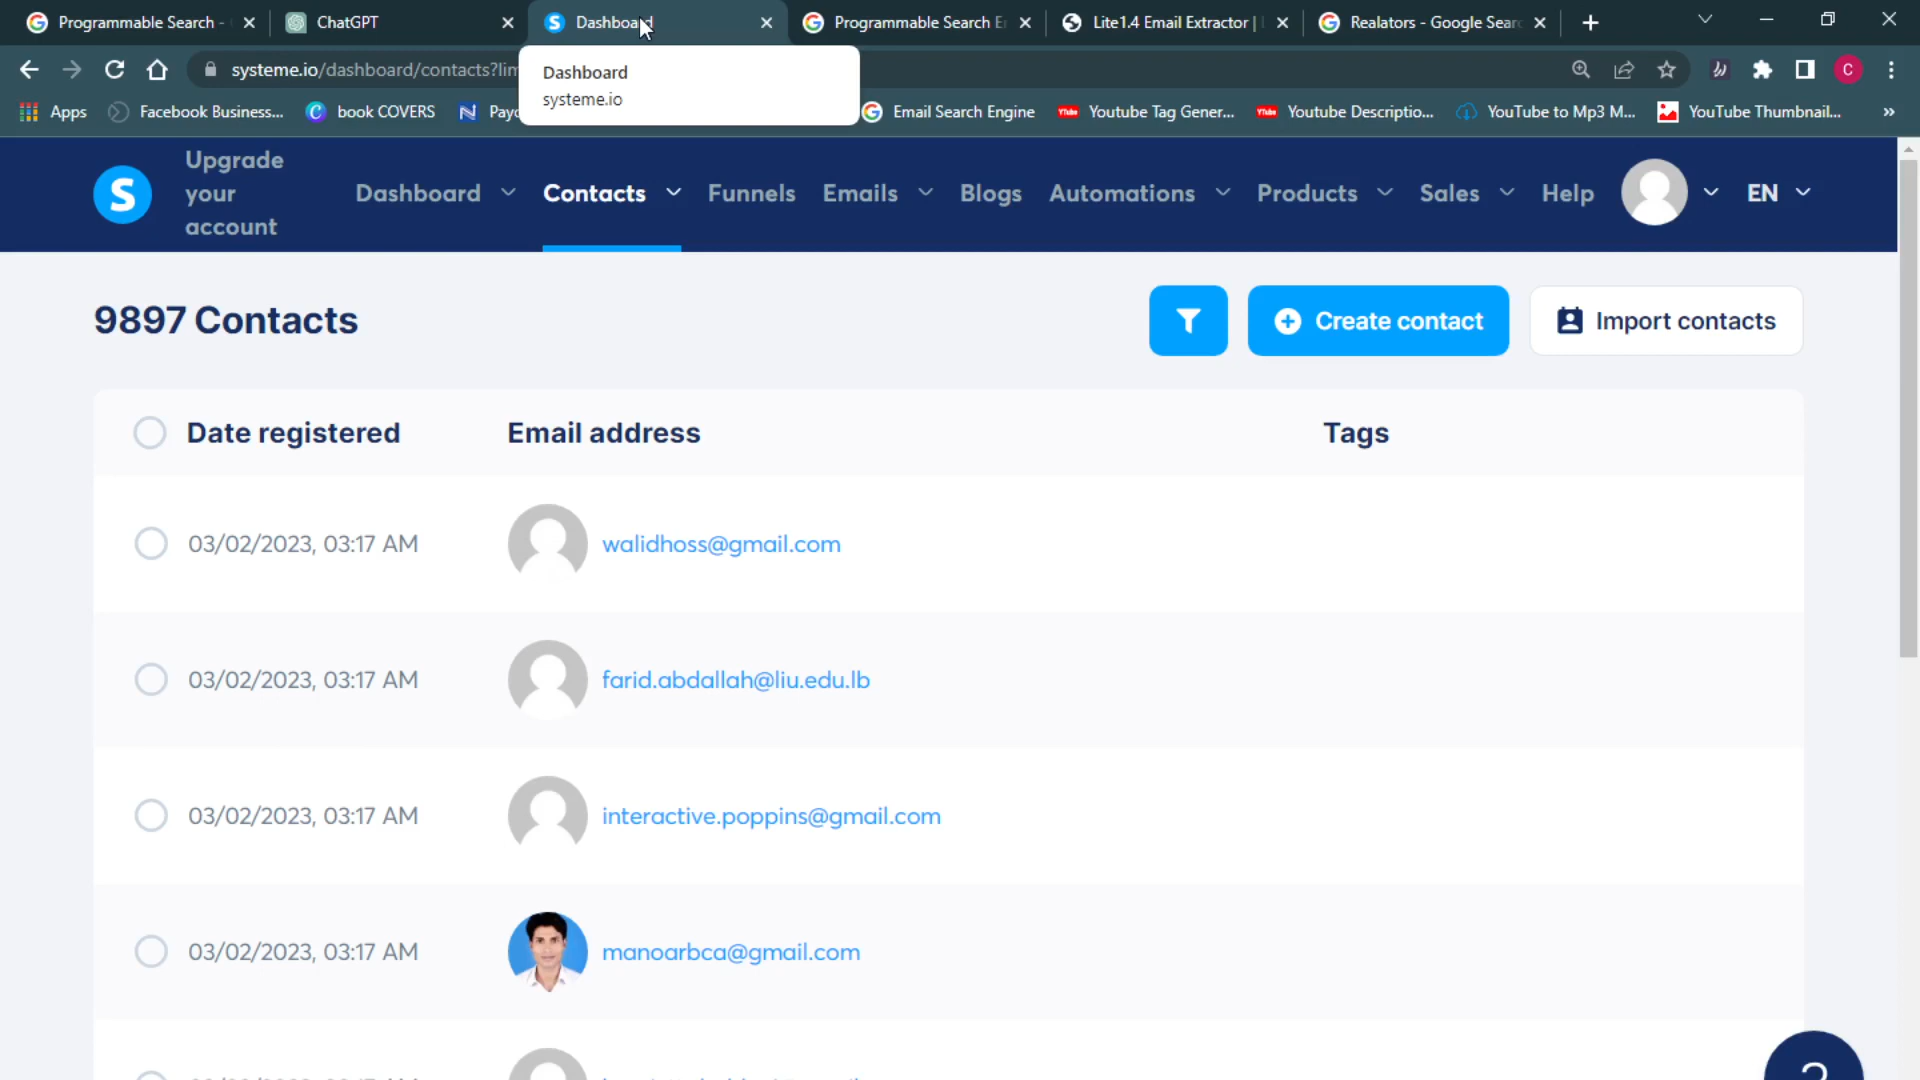 Programmable Search - ChatGPT Dashboard Programmable Search E Lite1.4 Email Extractor | Realators - Google Sear
systeme.io/dashboard/contacts?lim C
Dashboard
systeme.io
Apps Facebook Business... book COVERS Email Search Engine Youtube Tag Gener... Youtube Descriptio... YouTube to Mp3 M... YouTube Thumbnail... »
Upgrade
your
account
S Dashboard Contacts Funnels Emails Blogs Automations Products Sales Help EN
9897 Contacts Create contact Import contacts
Date registered Email address Tags
03/02/2023, 03:17 AM walidhoss@gmail.com
03/02/2023, 03:17 AM farid.abdallah@liu.edu.lb
03/02/2023, 03:17 AM interactive.poppins@gmail.com
03/02/2023, 03:17 AM manoarbca@gmail.com
?